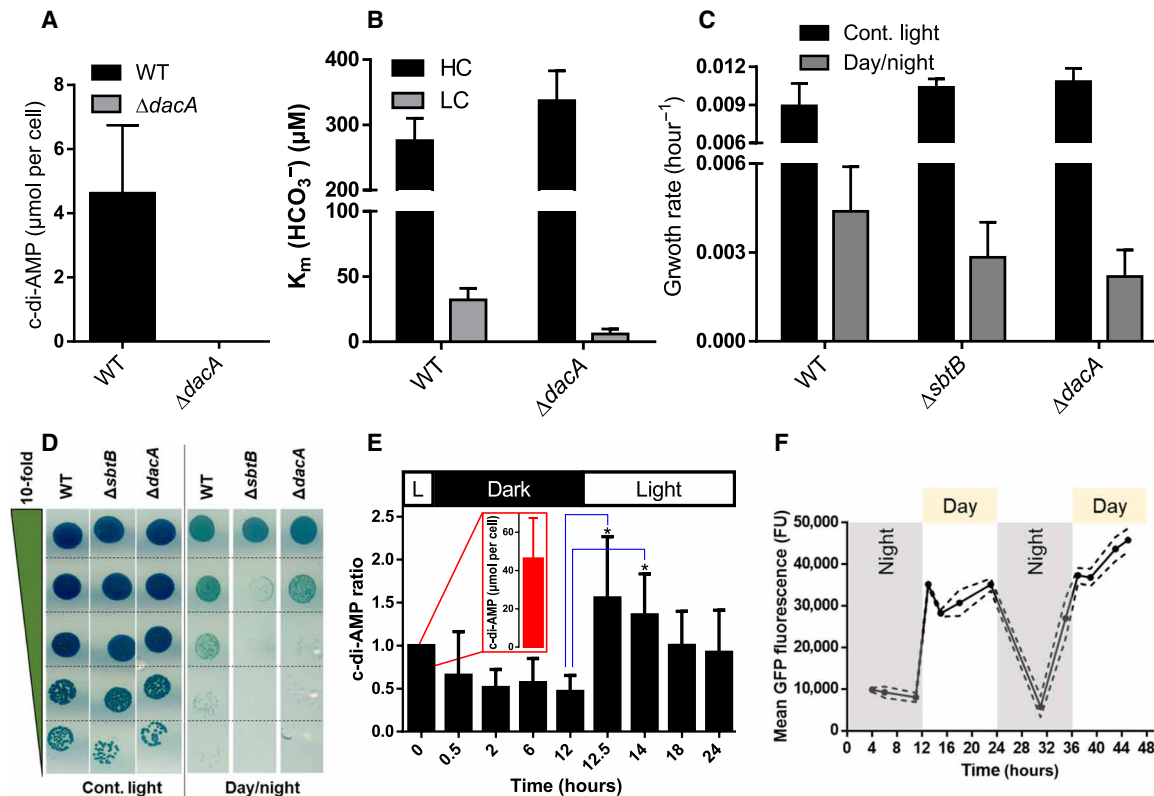 A
c-di-AMP (µmol per cell)
8
6
4
2
0
WT
ΔdacA
WT
ΔdacA
B
Km (HCO3−) (µM)
400
300
200
100
50
0
HC
LC
WT
ΔdacA
C
Grwoth rate (hour−1)
Cont. light
Day/night
0.012
0.009
0.006
0.006
0.003
0.000
WT
ΔsbtB
ΔdacA
D
10-fold
WT
ΔsbtB
ΔdacA
WT
ΔsbtB
ΔdacA
Cont. light
Day/night
E
L
Dark
Light
c-di-AMP ratio
2.5
2.0
1.5
1.0
0.5
0.0
c-di-AMP (µmol per cell)
60
40
20
0
*
*
0
0.5
2
6
12
12.5
14
18
24
Time (hours)
F
Day
Day
Night
Night
Mean GFP fluorescence (FU)
50,000
40,000
30,000
20,000
10,000
0
0
4
8
12
16
20
24
28
32
36
40
44
48
Time (hours)